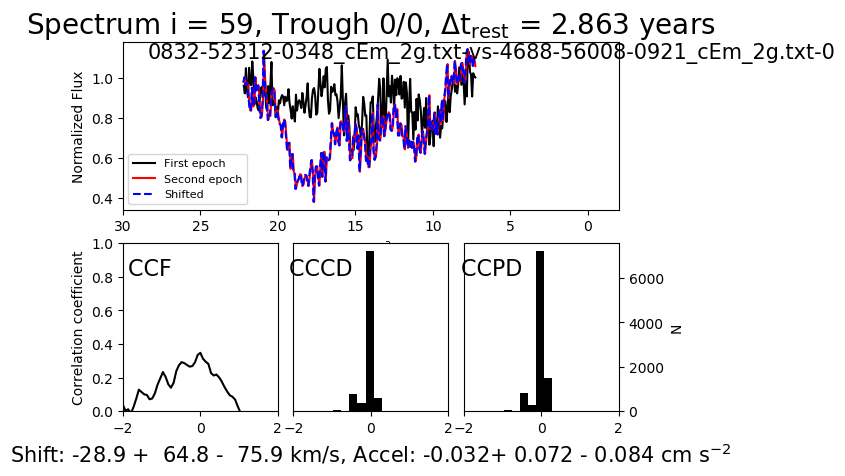 Spectrum i = 59, Trough 0/0, Δt_rest = 2.863 years
0832-52312-0348_cEm_2g.txt-vs-4688-56008-0921_cEm_2g.txt-0
Normalized Flux
1.0
0.8
0.6
0.4
First epoch
Second epoch
Shifted
30 25 20 15 10 5 0
Correlation coefficient
1.0
0.8
0.6
0.4
0.2
0.0
CCF
CCCD
CCPD
6000
4000
2000
0
N
−2 0 2
−2 0 2
−2 0 2
Shift: -28.9 + 64.8 - 75.9 km/s, Accel: -0.032+ 0.072 - 0.084 cm s⁻²